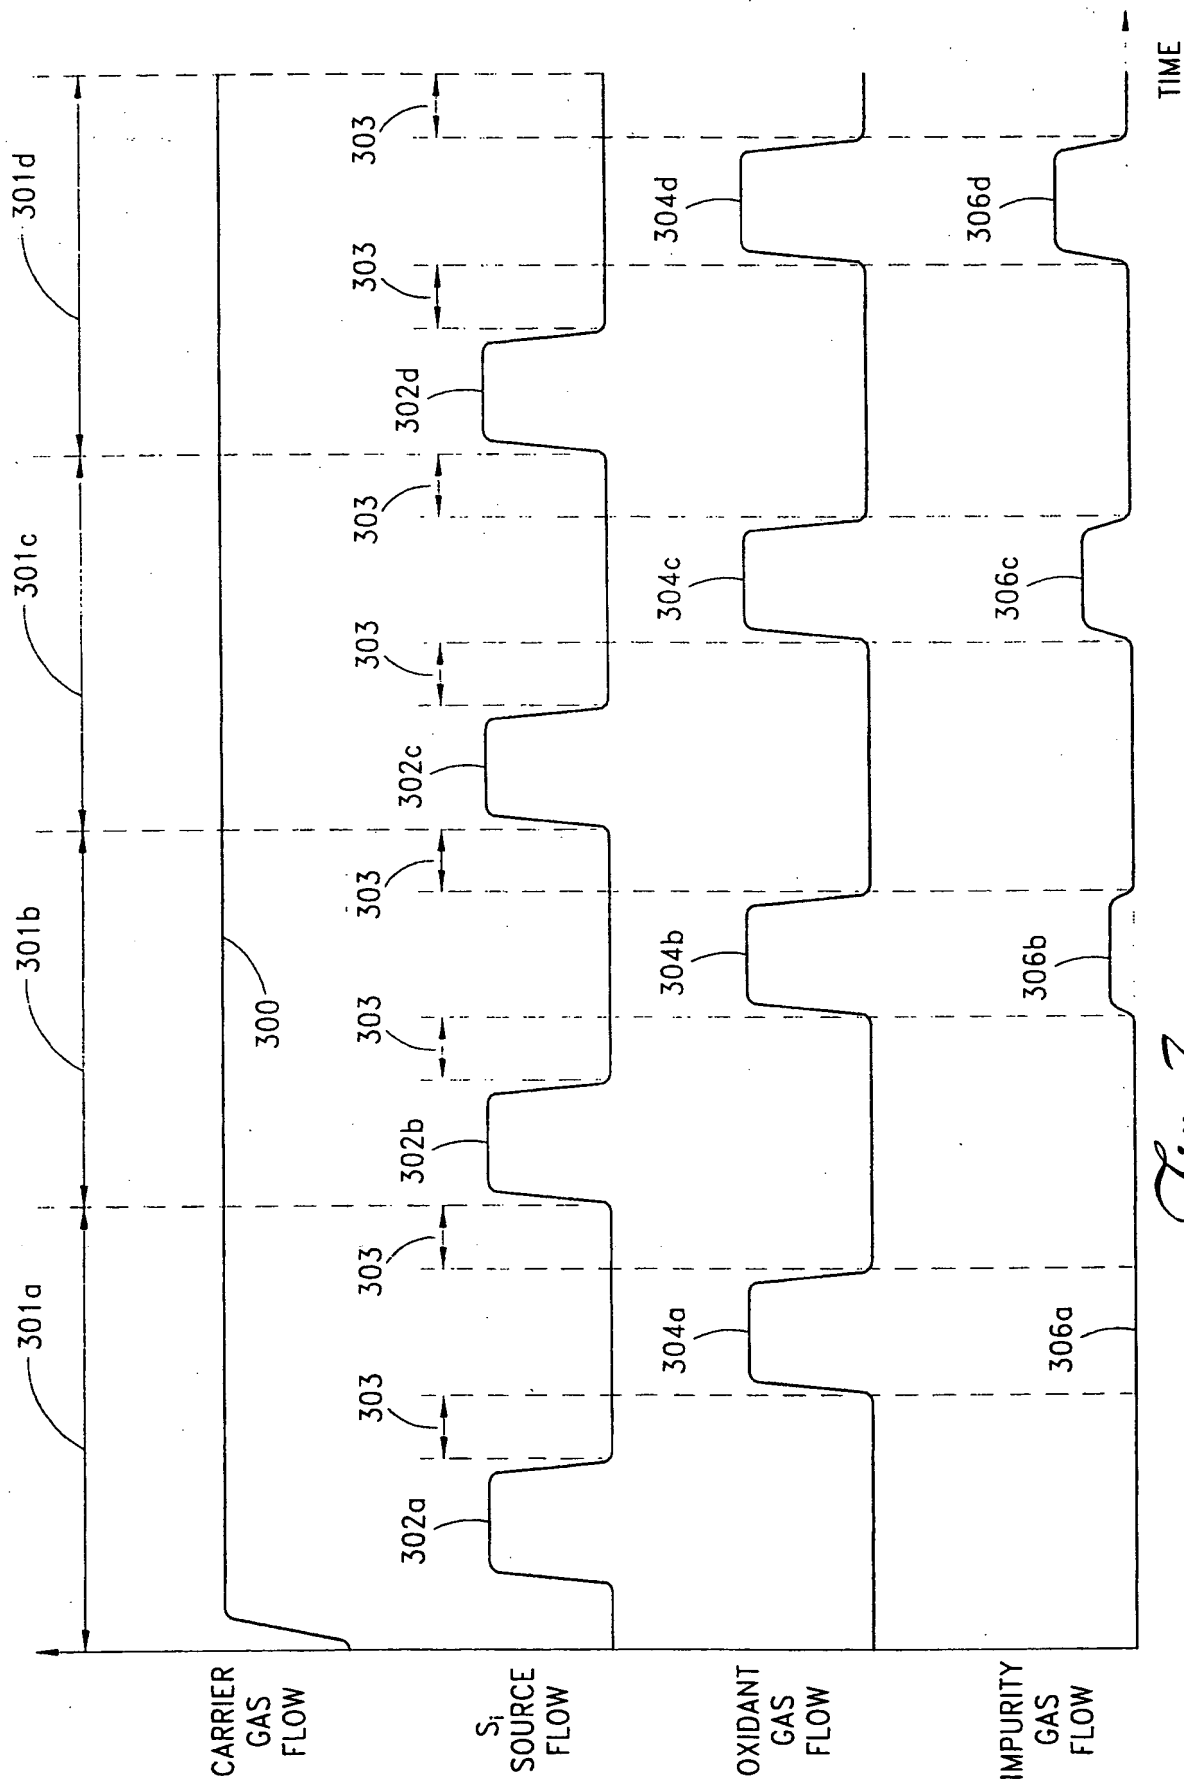 301a
301b
301c
301d
CARRIER
GAS
FLOW
300
Si
SOURCE
FLOW
302a
303
303
302b
303
303
302c
303
303
302d
303
303
OXIDANT
GAS
FLOW
304a
304b
304c
304d
IMPURITY
GAS
FLOW
306a
306b
306c
306d
TIME